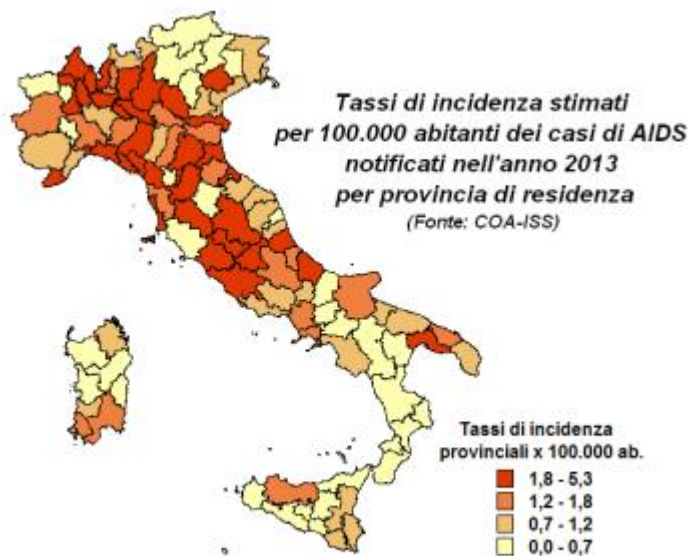 Tassi di incidenza stimati
per 100.000 abitanti dei casi di AIDS
notificati nell'anno 2013
per provincia di residenza
(Fonte: COA-ISS)
Tassi di incidenza
provinciali x 100.000 ab.
1,8 - 5,3
1,2 - 1,8
0,7 - 1,2
0,0 - 0,7